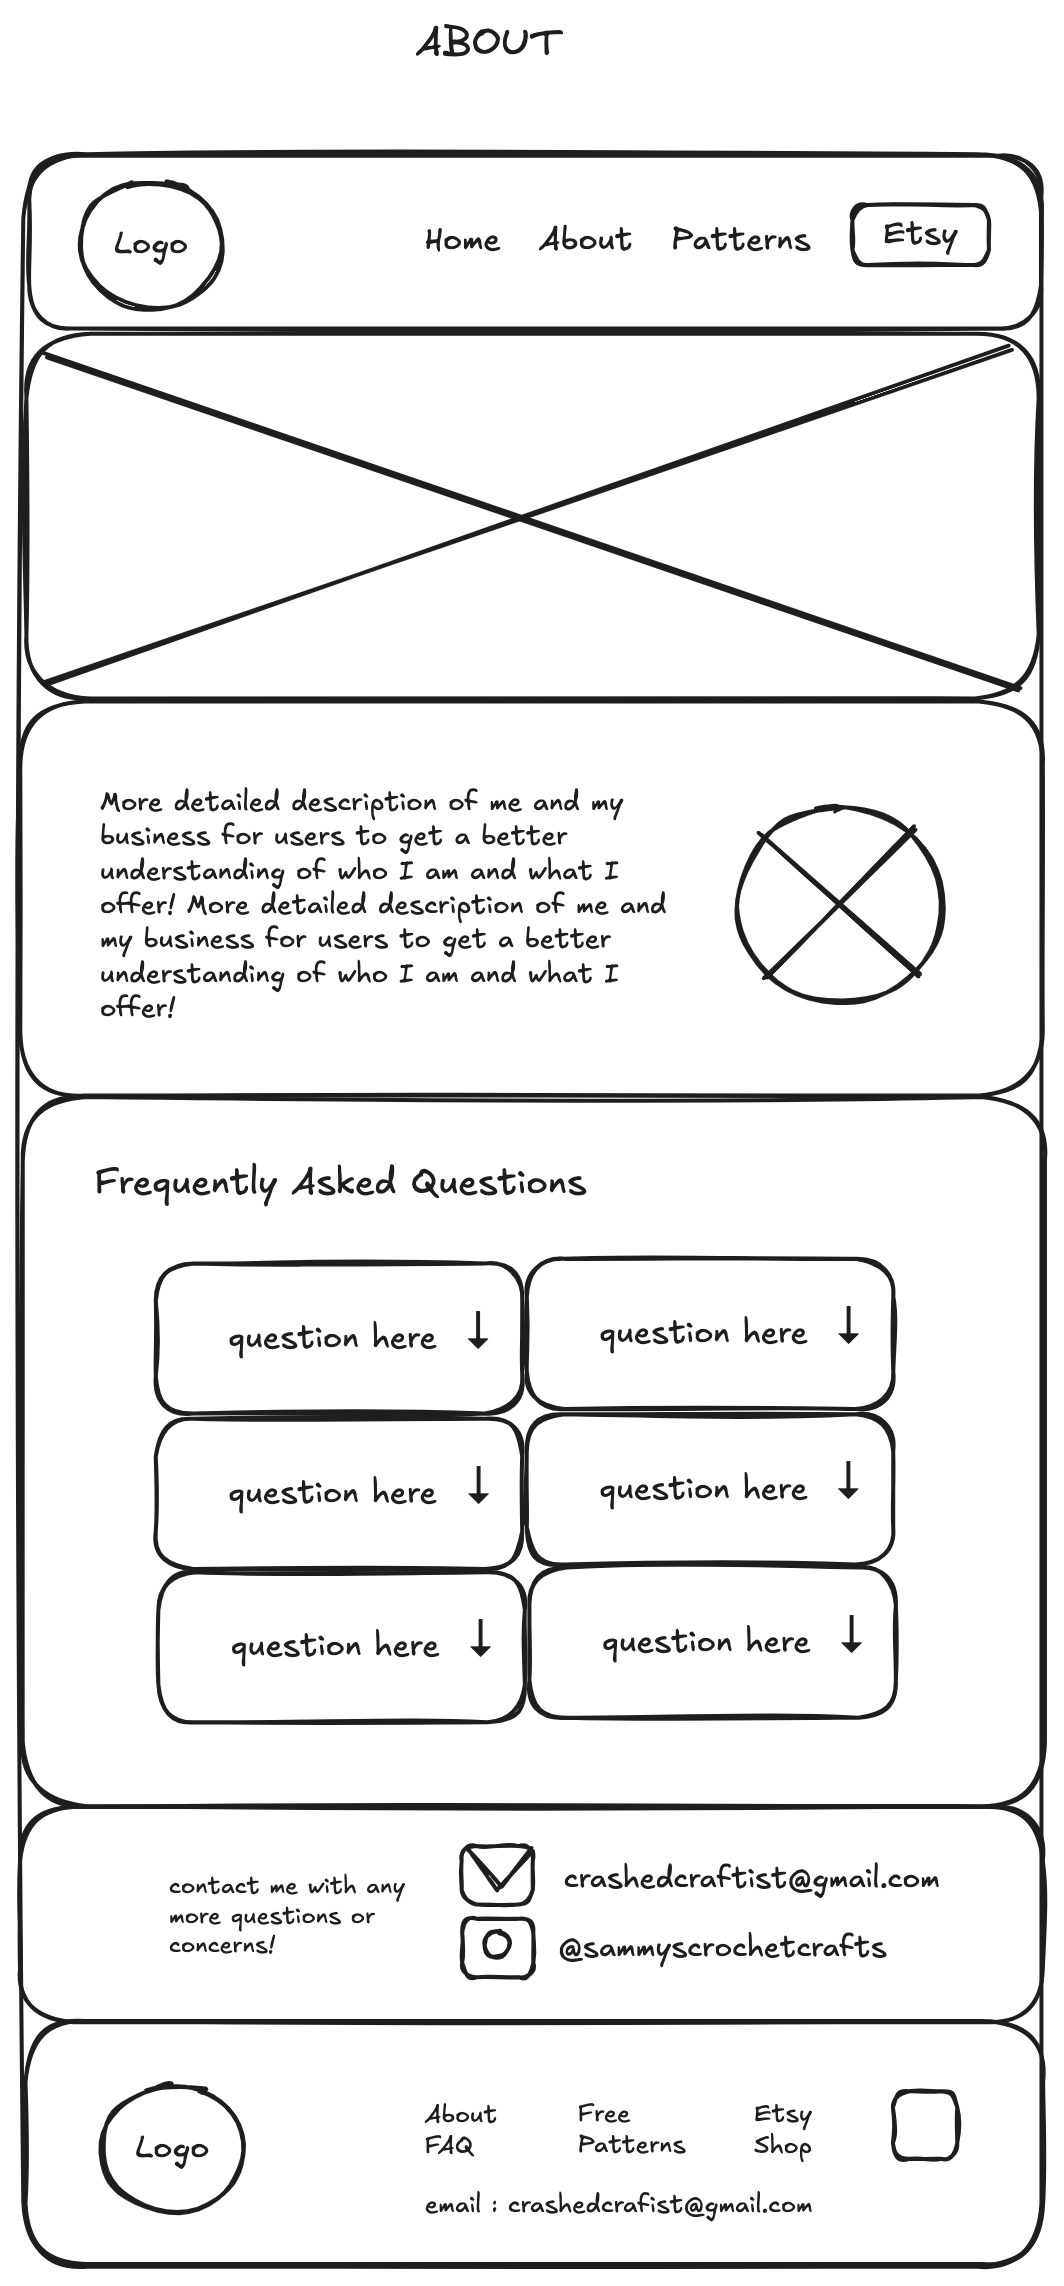 ABOUT
Logo
Home About Patterns Etsy
More detailed description of me and my
business for users to get a better
understanding of who I am and what I
offer! More detailed description of me and
my business for users to get a better
understanding of who I am and what I
offer!
Frequently Asked Questions
question here ↓
question here ↓
question here ↓
question here ↓
question here ↓
question here ↓
contact me with any
more questions or
concerns!
crashedcraftist@gmail.com
@sammyscrochetcrafts
Logo
About
FAQ
Free
Patterns
Etsy
Shop
email : crashedcrafist@gmail.com